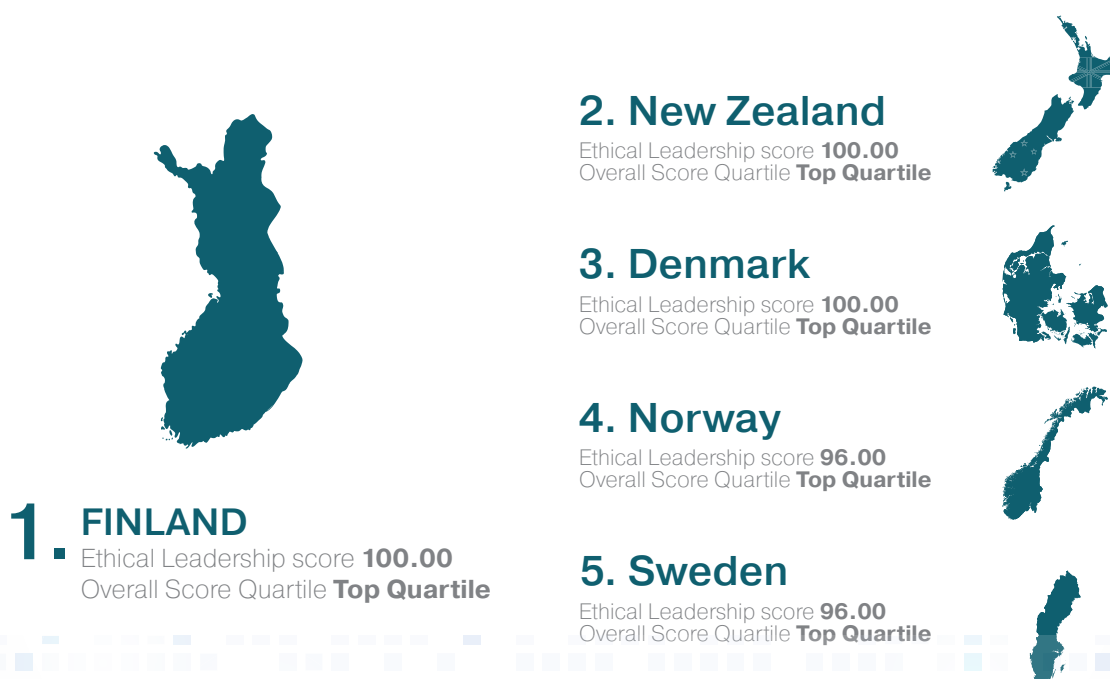 1. FINLAND
Ethical Leadership score 100.00
Overall Score Quartile Top Quartile
2. New Zealand
Ethical Leadership score 100.00
Overall Score Quartile Top Quartile
3. Denmark
Ethical Leadership score 100.00
Overall Score Quartile Top Quartile
4. Norway
Ethical Leadership score 96.00
Overall Score Quartile Top Quartile
5. Sweden
Ethical Leadership score 96.00
Overall Score Quartile Top Quartile